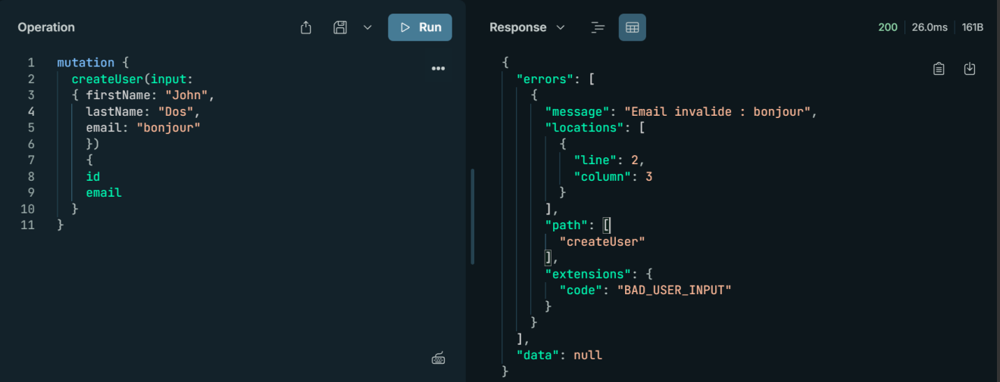 Operation
Run
1 mutation {
2 createUser(input:
3 { firstName: "John",
4 lastName: "Dos",
5 email: "bonjour"
6 })
7 {
8 id
9 email
10 }
11 }
Response
200 26.0ms 161B
{
"errors": [
{
"message": "Email invalide : bonjour",
"locations": [
{
"line": 2,
"column": 3
}
],
"path": [
"createUser"
],
"extensions": {
"code": "BAD_USER_INPUT"
}
}
],
"data": null
}